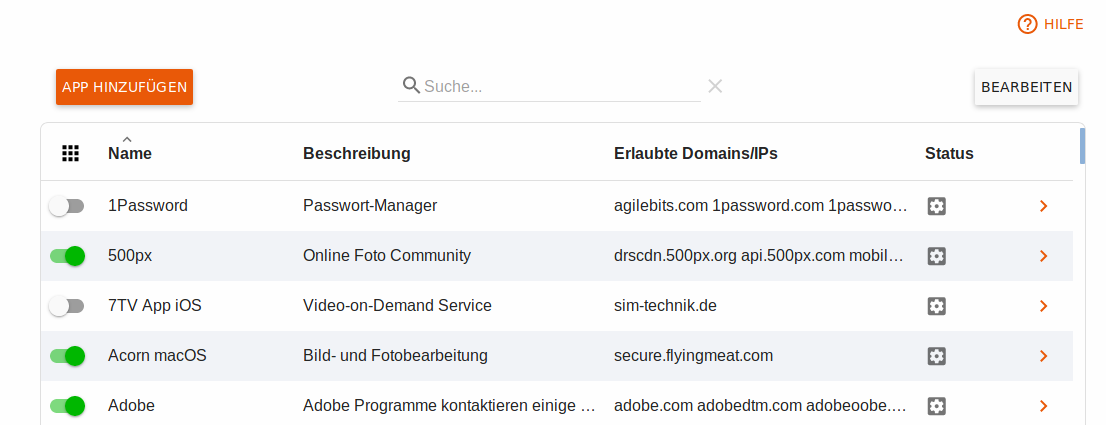 HILFE
APP HINZUFÜGEN Suche... BEARBEITEN
Name Beschreibung Erlaubte Domains/IPs Status
1Password Passwort-Manager agilebits.com 1password.com 1passwo…
500px Online Foto Community drscdn.500px.org api.500px.com mobil…
7TV App iOS Video-on-Demand Service sim-technik.de
Acorn macOS Bild- und Fotobearbeitung secure.flyingmeat.com
Adobe Adobe Programme kontaktieren einige … adobe.com adobedtm.com adobeoobe.…